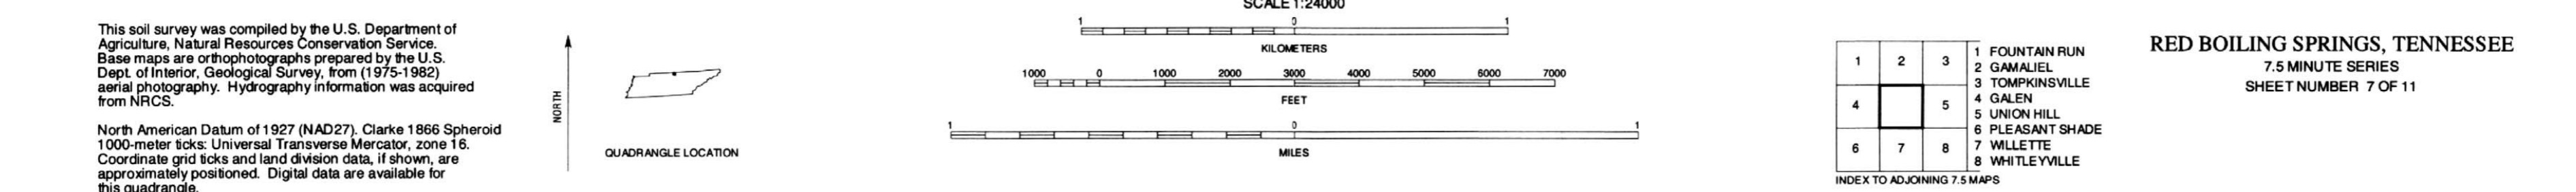 This soil survey was compiled by the U.S. Department of
Agriculture, Natural Resources Conservation Service.
Base maps are orthophotographs prepared by the U.S.
Dept. of Interior, Geological Survey, from (1975-1982)
aerial photography. Hydrography information was acquired
from NRCS.
North American Datum of 1927 (NAD27). Clarke 1866 Spheroid
1000-meter ticks: Universal Transverse Mercator, zone 16.
Coordinate grid ticks and land division data, if shown, are
approximately positioned. Digital data are available for
this quadrangle.
NORTH
QUADRANGLE LOCATION
SCALE 1:24000
1 0 1
KILOMETERS
1000 0 1000 2000 3000 4000 5000 6000 7000
FEET
1 0 1
MILES
1 2 3
4 5
6 7 8
1 FOUNTAIN RUN
2 GAMALIEL
3 TOMPKINSVILLE
4 GALEN
5 UNION HILL
6 PLEASANT SHADE
7 WILLETTE
8 WHITLEYVILLE
INDEX TO ADJOINING 7.5 MAPS
RED BOILING SPRINGS, TENNESSEE
7.5 MINUTE SERIES
SHEET NUMBER 7 OF 11